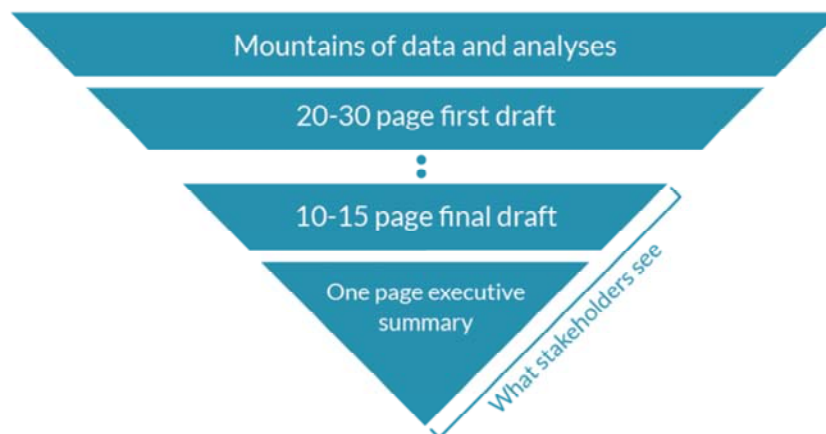 Mountains of data and analyses
20-30 page first draft
10-15 page final draft
One page executive
summary
What stakeholders see